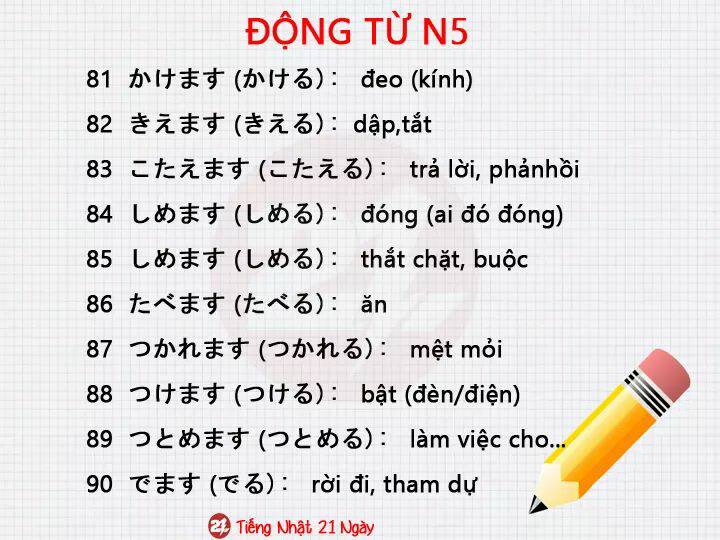 ĐỘNG TỪ N5
81 かけます (かける): đeo (kính)
82 きえます (きえる): dập,tắt
83 こたえます (こたえる): trả lời, phảnhồi
84 しめます (しめる): đóng (ai đó đóng)
85 しめます (しめる): thắt chặt, buộc
86 たべます (たべる): ăn
87 つかれます (つかれる): mệt mỏi
88 つけます (つける): bật (đèn/điện)
89 つとめます (つとめる): làm việc cho...
90 でます (でる): rời đi, tham dự
21 Tiếng Nhật 21 Ngày